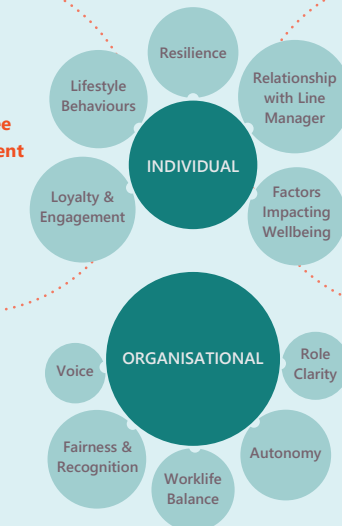 Resilience
Lifestyle
Behaviours
Relationship
with Line
Manager
INDIVIDUAL
Loyalty &
Engagement
Factors
Impacting
Wellbeing
ORGANISATIONAL
Voice
Role
Clarity
Fairness &
Recognition
Autonomy
Worklife
Balance